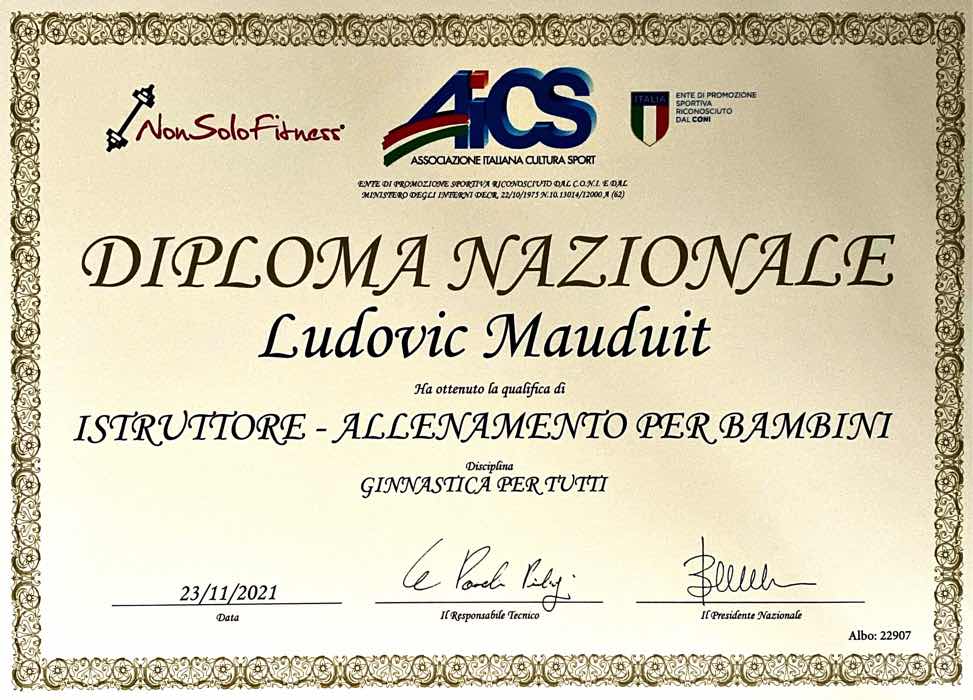 NonSoloFitness
AiCS
ASSOCIAZIONE ITALIANA CULTURA SPORT
ITALIA
ENTE DI PROMOZIONE
SPORTIVA
RICONOSCIUTO
DAL CONI
ENTE DI PROMOZIONE SPORTIVA RICONOSCIUTO DAL C.O.N.I. E DAL
MINISTERO DEGLI INTERNI DECR. 22/10/1975 N.10.13014/12000 A (62)
DIPLOMA NAZIONALE
Ludovic Mauduit
Ha ottenuto la qualifica di
ISTRUTTORE - ALLENAMENTO PER BAMBINI
Disciplina
GINNASTICA PER TUTTI
23/11/2021
Data
Il Responsabile Tecnico
Il Presidente Nazionale
Albo: 22907